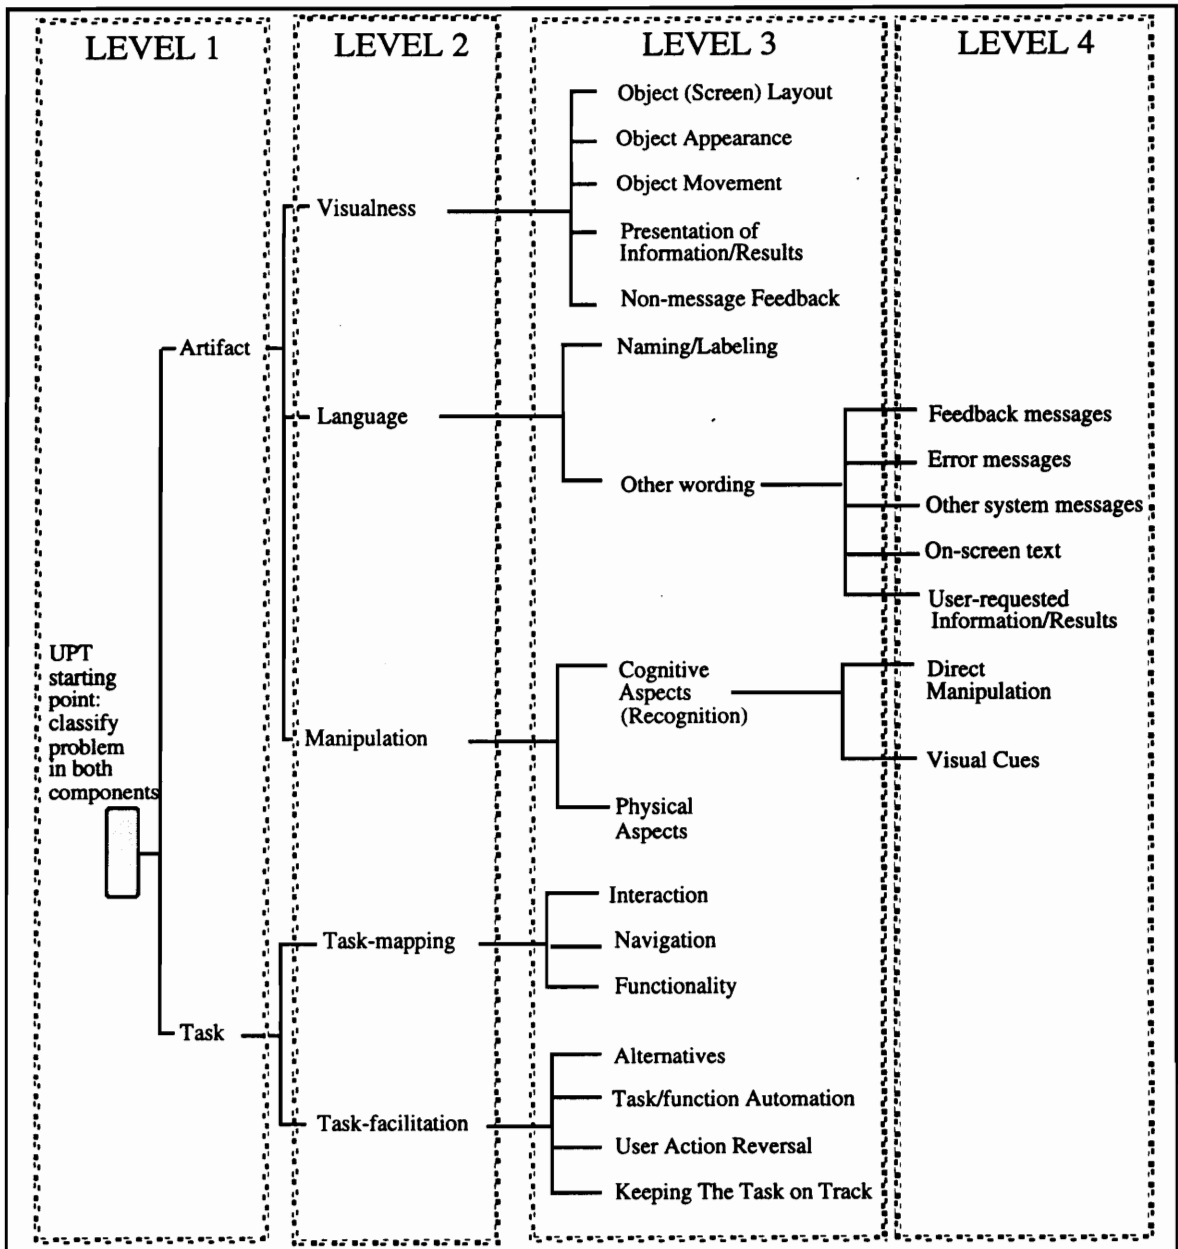 LEVEL 1
LEVEL 2
LEVEL 3
LEVEL 4
UPT
starting
point:
classify
problem
in both
components
Artifact
Task
Visualness
Language
Manipulation
Task-mapping
Task-facilitation
Object (Screen) Layout
Object Appearance
Object Movement
Presentation of
Information/Results
Non-message Feedback
Naming/Labeling
Other wording
Cognitive
Aspects
(Recognition)
Physical
Aspects
Interaction
Navigation
Functionality
Alternatives
Task/function Automation
User Action Reversal
Keeping The Task on Track
Feedback messages
Error messages
Other system messages
On-screen text
User-requested
Information/Results
Direct
Manipulation
Visual Cues